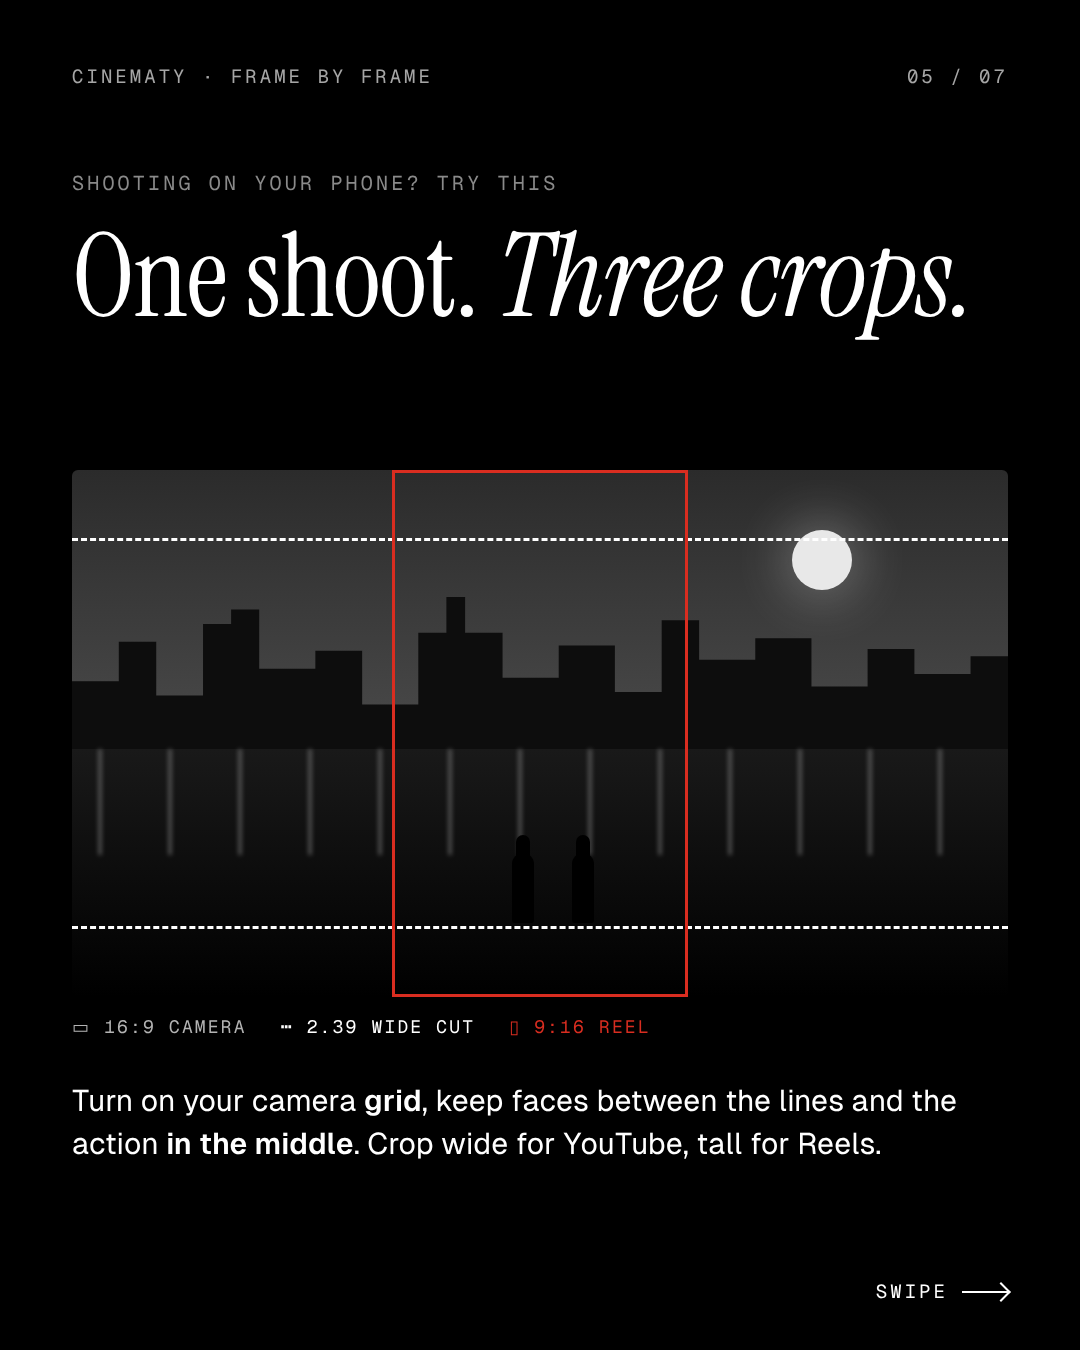 CINEMATY · FRAME BY FRAME
05 / 07
SHOOTING ON YOUR PHONE? TRY THIS
One shoot. Three crops.
▭ 16:9 CAMERA ┅ 2.39 WIDE CUT ▯ 9:16 REEL
Turn on your camera grid, keep faces between the lines and the
action in the middle. Crop wide for YouTube, tall for Reels.
SWIPE →